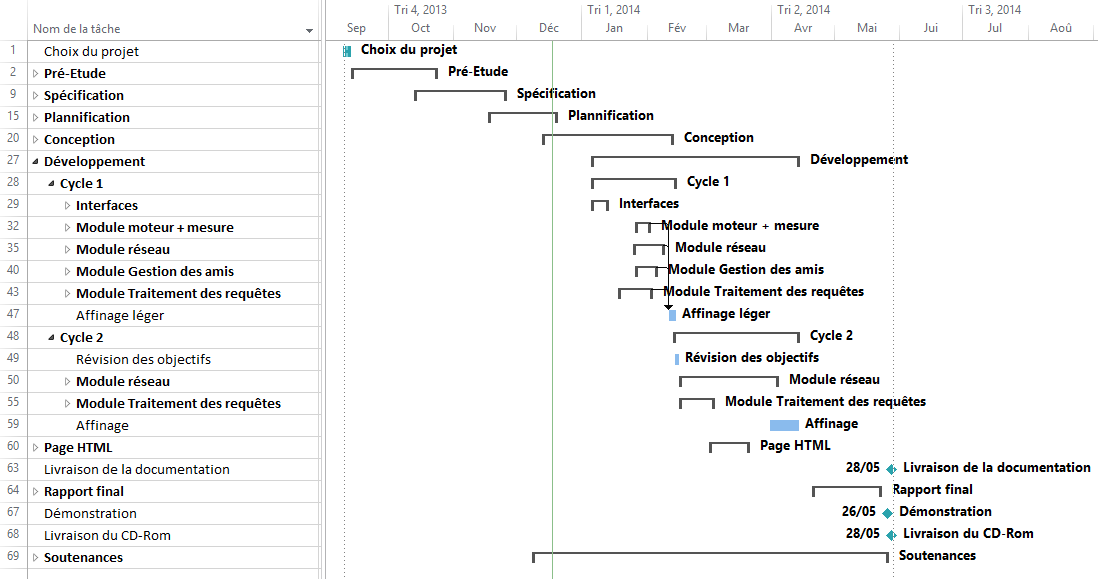 Tri 4, 2013 Tri 1, 2014 Tri 2, 2014 Tri 3, 2014
Nom de la tâche Sep Oct Nov Déc Jan Fév Mar Avr Mai Jui Jul Aoû
1 Choix du projet Choix du projet
2 Pré-Etude Pré-Etude
9 Spécification Spécification
15 Plannification Plannification
20 Conception Conception
27 Développement Développement
28 Cycle 1 Cycle 1
29 Interfaces Interfaces
32 Module moteur + mesure Module moteur + mesure
35 Module réseau Module réseau
40 Module Gestion des amis Module Gestion des amis
43 Module Traitement des requêtes Module Traitement des requêtes
47 Affinage léger Affinage léger
48 Cycle 2 Cycle 2
49 Révision des objectifs Révision des objectifs
50 Module réseau Module réseau
55 Module Traitement des requêtes Module Traitement des requêtes
59 Affinage Affinage
60 Page HTML Page HTML
63 Livraison de la documentation 28/05 Livraison de la documentation
64 Rapport final Rapport final
67 Démonstration 26/05 Démonstration
68 Livraison du CD-Rom 28/05 Livraison du CD-Rom
69 Soutenances Soutenances